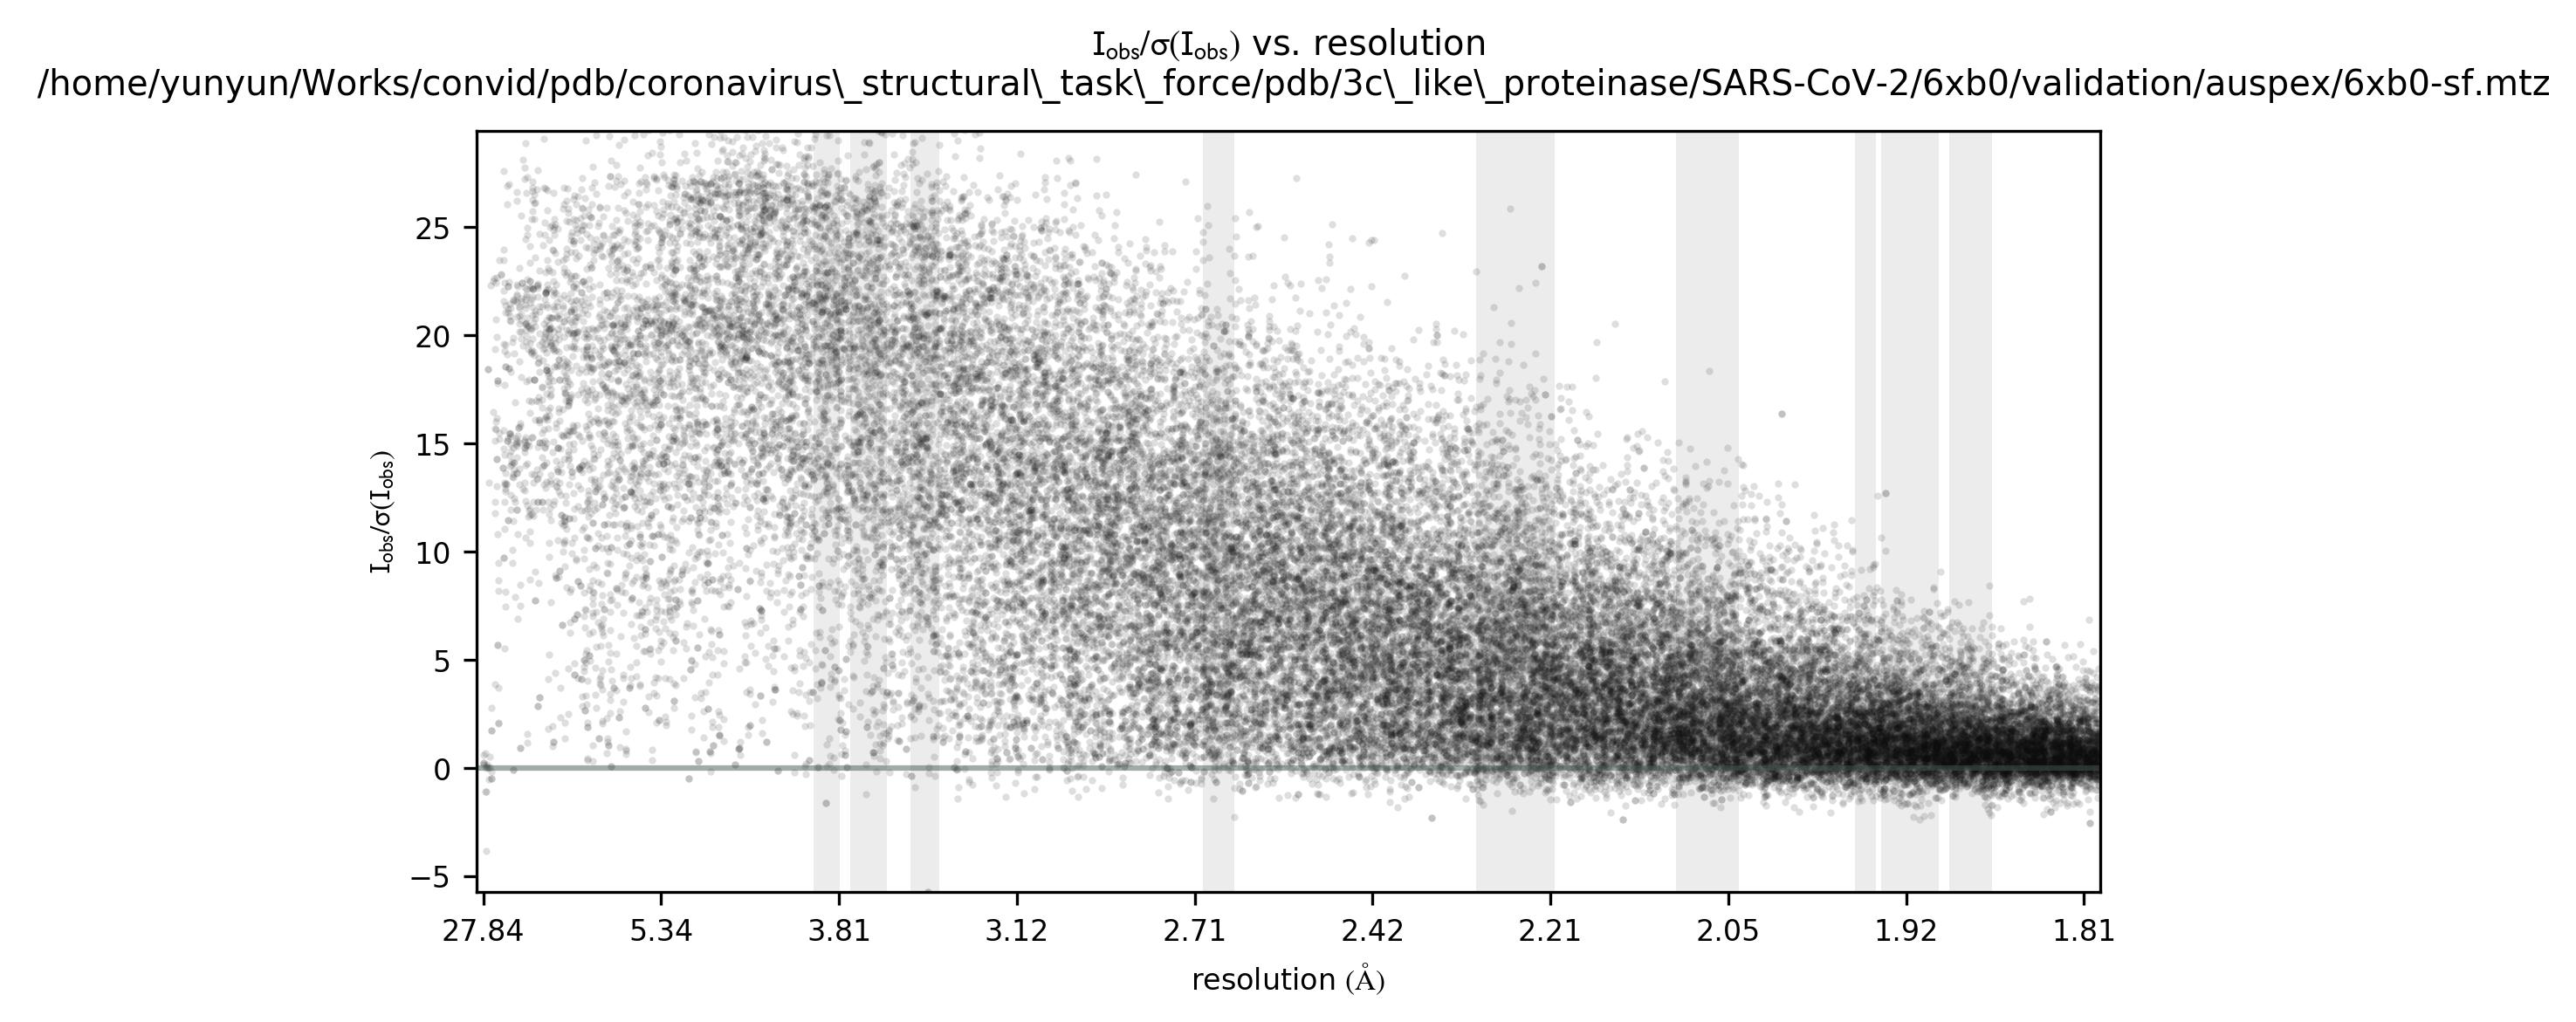 Iobs/σ(Iobs) vs. resolution
/home/yunyun/Works/convid/pdb/coronavirus\_structural\_task\_force/pdb/3c\_like\_proteinase/SARS-CoV-2/6xb0/validation/auspex/6xb0-sf.mtz
Iobs/σ(Iobs)
25
20
15
10
5
0
−5
27.84 5.34 3.81 3.12 2.71 2.42 2.21 2.05 1.92 1.81
resolution (Å)